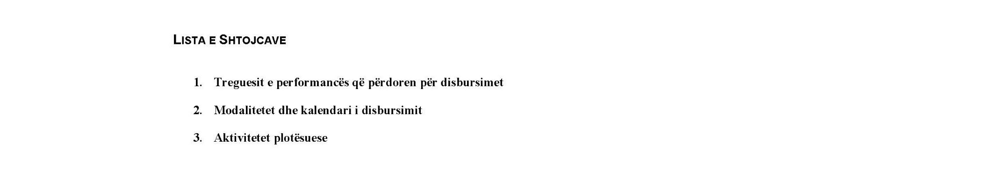 LISTA E SHTOJCAVE
1. Treguesit e performancës që përdoren për disbursimet
2. Modalitetet dhe kalendari i disbursimit
3. Aktivitetet plotësuese